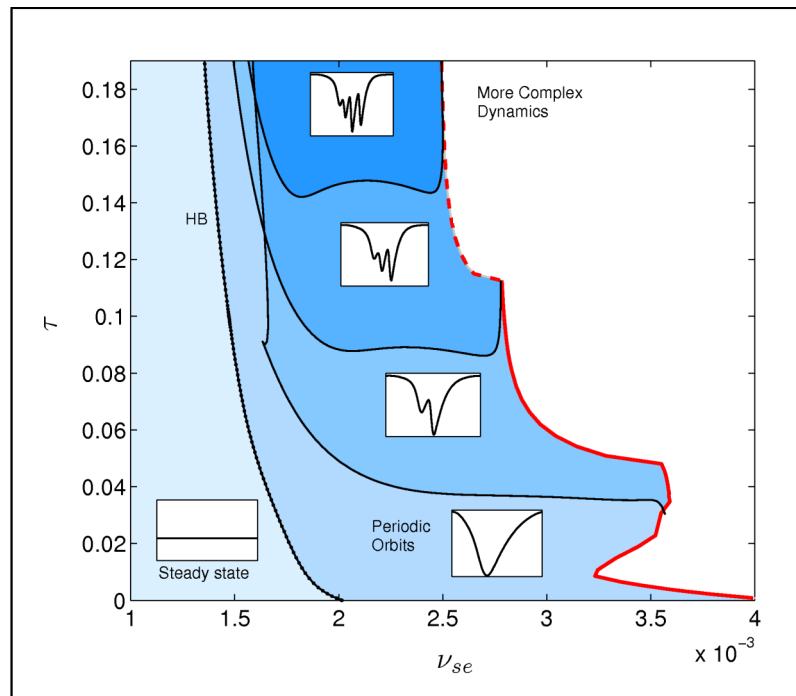 0.18
0.16
0.14
0.12
0.1
0.08
0.06
0.04
0.02
0
τ
More Complex
Dynamics
HB
Periodic
Orbits
Steady state
1
1.5
2
2.5
3
3.5
4
x 10⁻³
ν_se